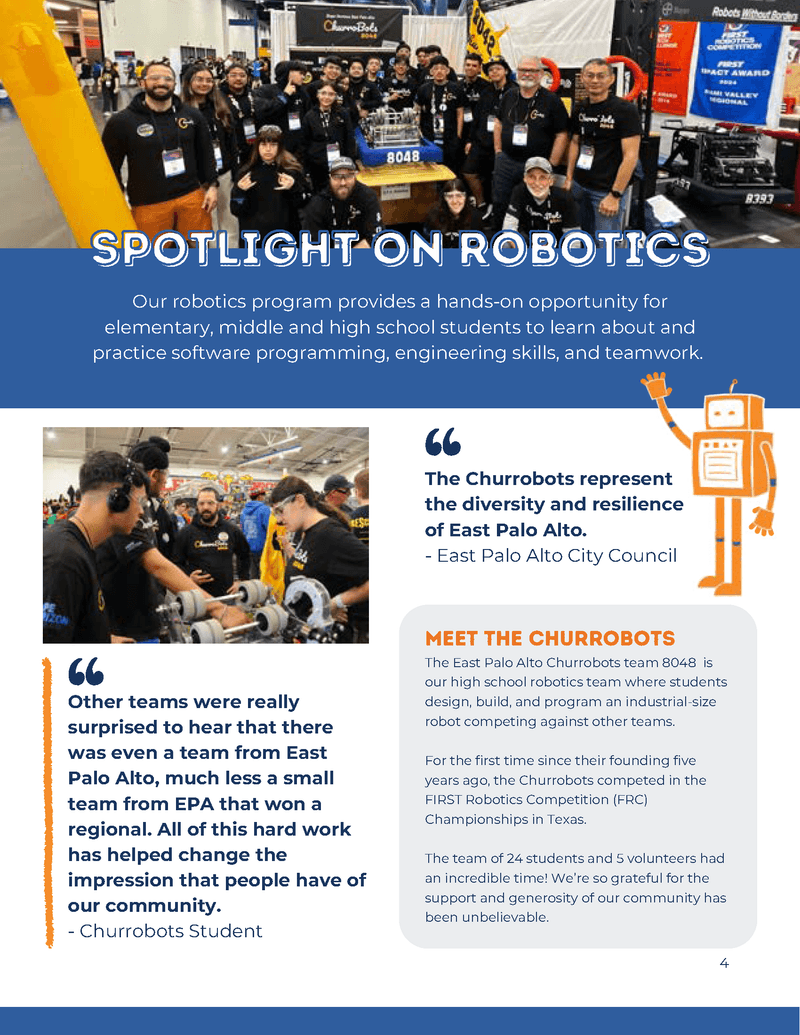 ChurroBots
8048
8048
Bayer
Robots Without Borders
FIRST
ROBOTICS
COMPETITION
FIRST
IMPACT AWARD
2024
MIAMI VALLEY
REGIONAL
8048
8393
SPOTLIGHT ON ROBOTICS
Our robotics program provides a hands-on opportunity for
elementary, middle and high school students to learn about and
practice software programming, engineering skills, and teamwork.
“
The Churrobots represent
the diversity and resilience
of East Palo Alto.
- East Palo Alto City Council
“
Other teams were really
surprised to hear that there
was even a team from East
Palo Alto, much less a small
team from EPA that won a
regional. All of this hard work
has helped change the
impression that people have of
our community.
- Churrobots Student
MEET THE CHURROBOTS
The East Palo Alto Churrobots team 8048 is
our high school robotics team where students
design, build, and program an industrial-size
robot competing against other teams.
For the first time since their founding five
years ago, the Churrobots competed in the
FIRST Robotics Competition (FRC)
Championships in Texas.
The team of 24 students and 5 volunteers had
an incredible time! We're so grateful for the
support and generosity of our community has
been unbelievable.
4